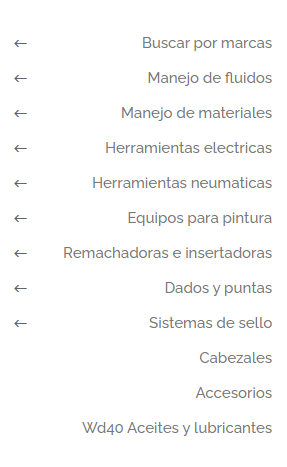 ← Buscar por marcas
← Manejo de fluidos
← Manejo de materiales
← Herramientas electricas
← Herramientas neumaticas
← Equipos para pintura
← Remachadoras e insertadoras
← Dados y puntas
← Sistemas de sello
Cabezales
Accesorios
Wd40 Aceites y lubricantes